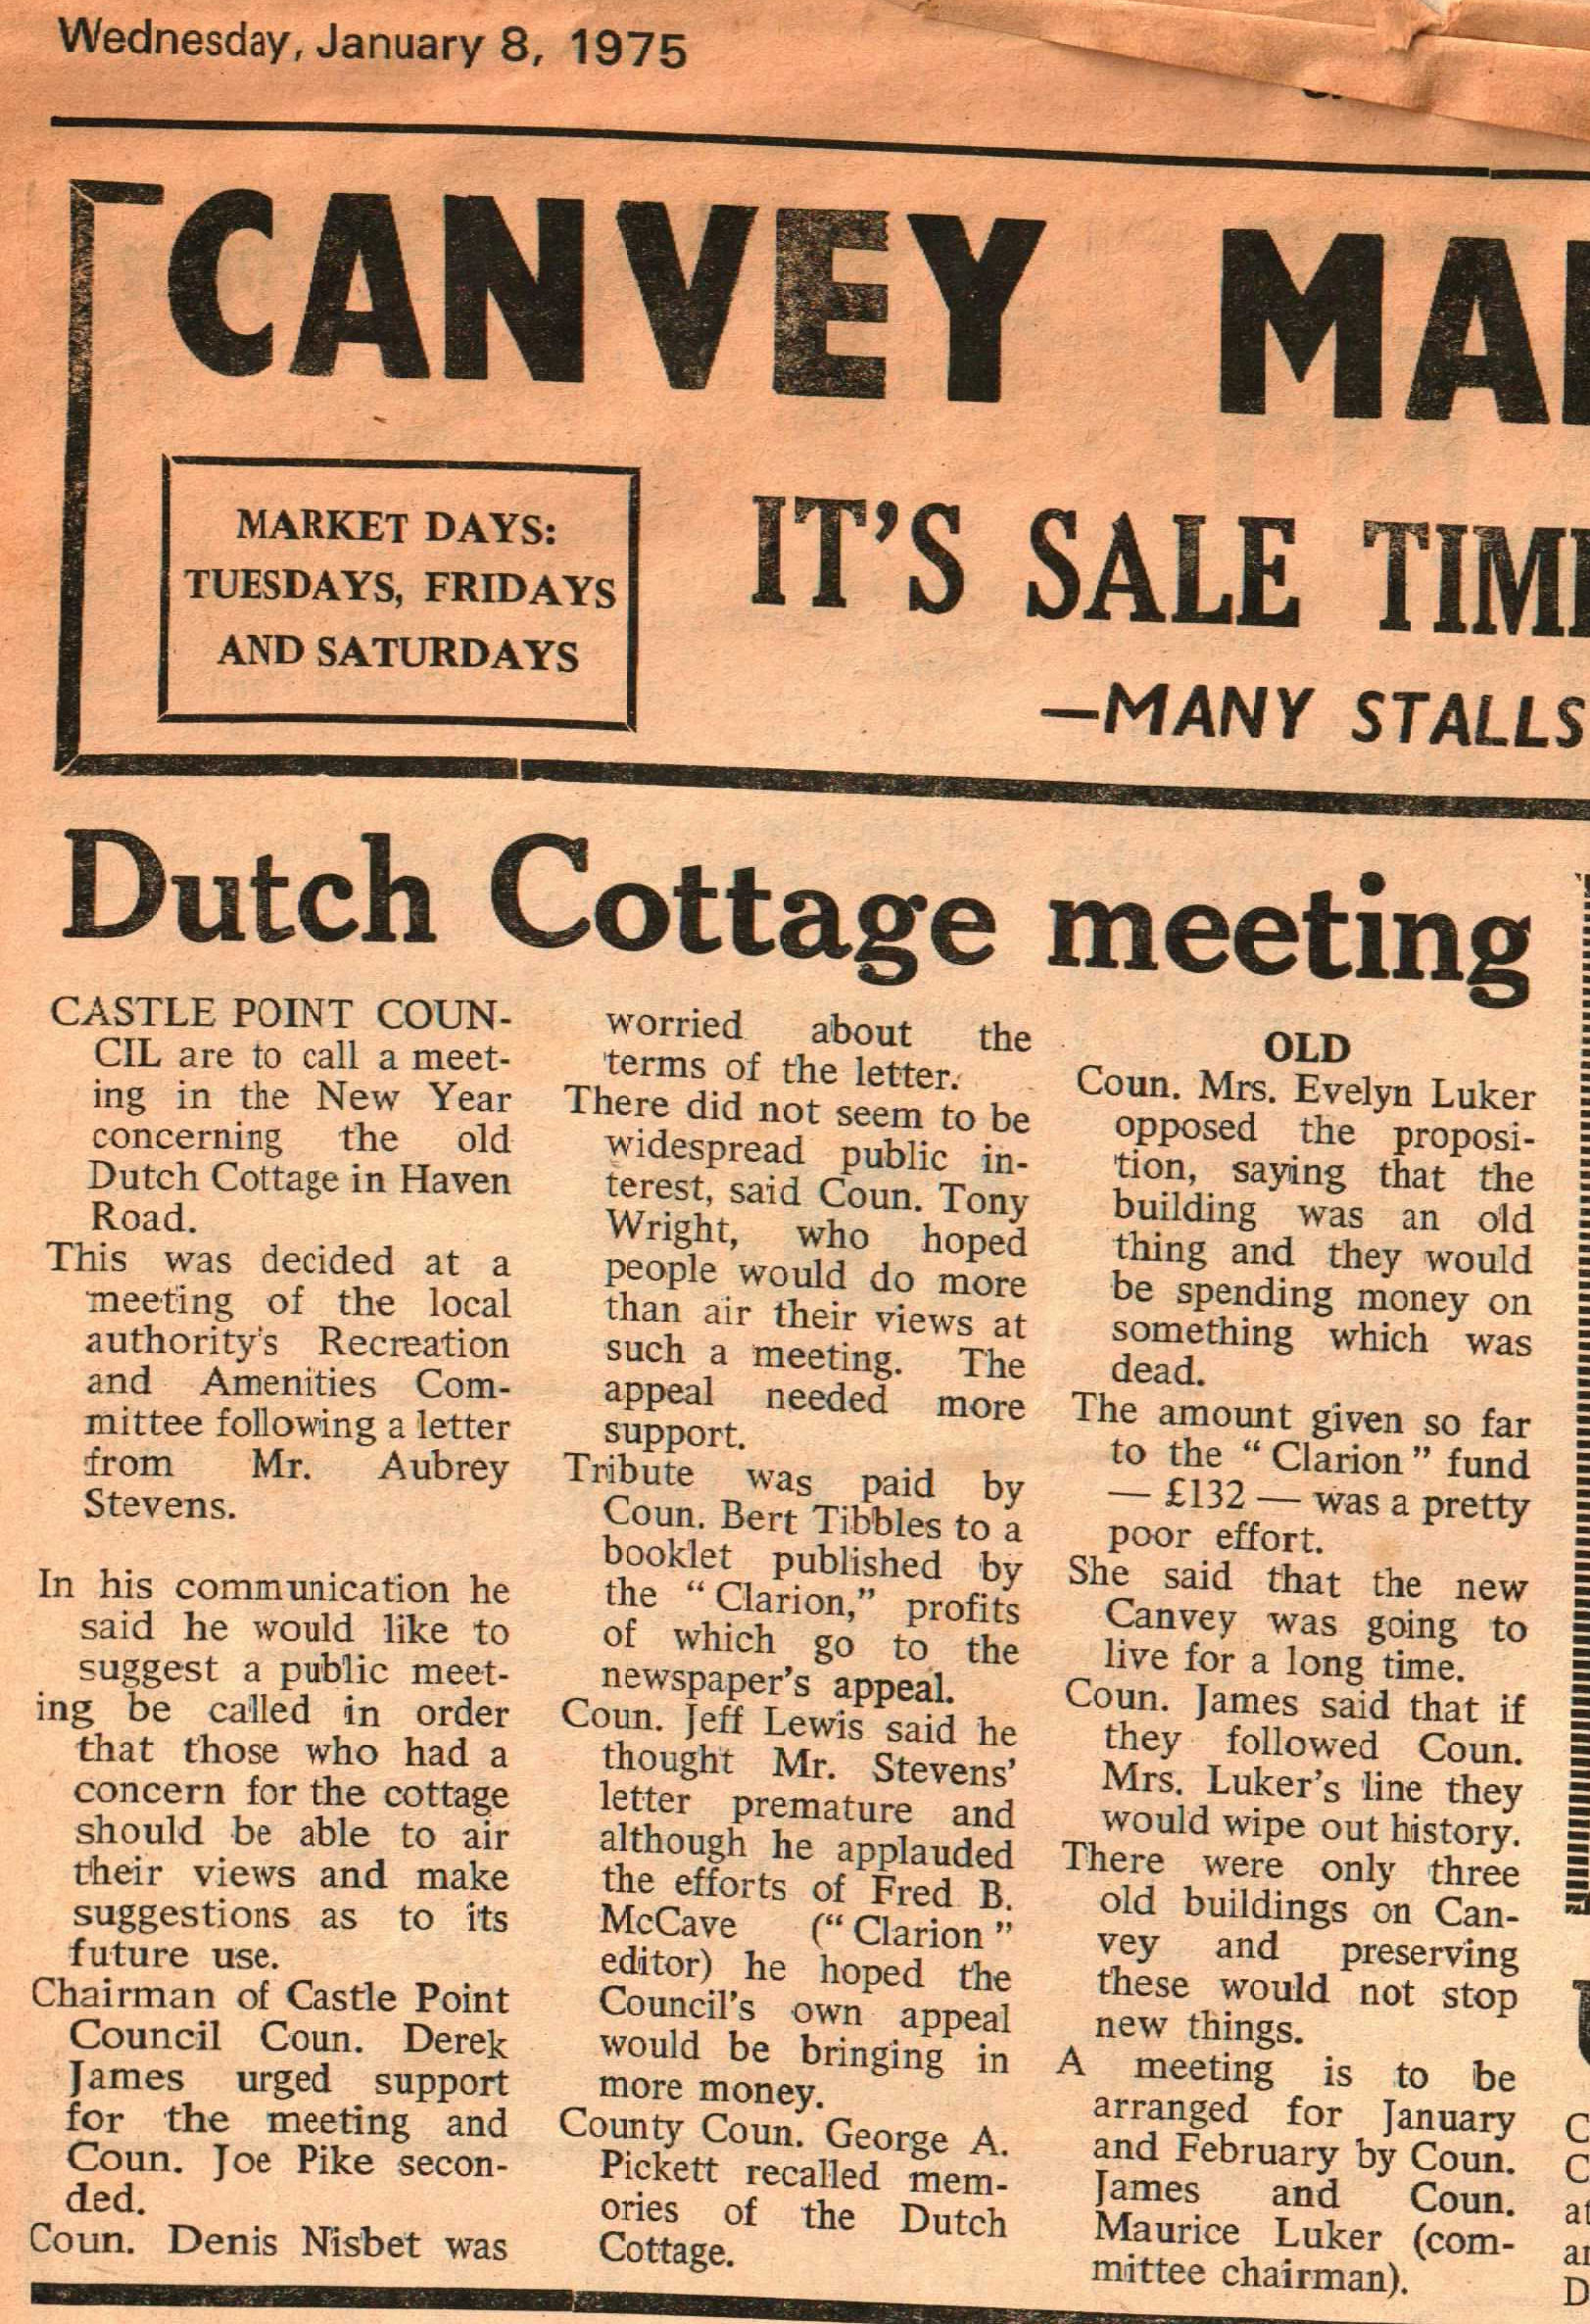 Wednesday, January 8, 1975
CANVEY MA
MARKET DAYS:
TUESDAYS, FRIDAYS
AND SATURDAYS
IT'S SALE TIM
—MANY STALLS
Dutch Cottage meeting
CASTLE POINT COUN-
CIL are to call a meet-
ing in the New Year
concerning the old
Dutch Cottage in Haven
Road.
This was decided at a
meeting of the local
authority's Recreation
and Amenities Com-
mittee following a letter
from Mr. Aubrey
Stevens.
In his communication he
said he would like to
suggest a public meet-
ing be called in order
that those who had a
concern for the cottage
should be able to air
their views and make
suggestions as to its
future use.
Chairman of Castle Point
Council Coun. Derek
James urged support
for the meeting and
Coun. Joe Pike secon-
ded.
Coun. Denis Nisbet was
worried about the
terms of the letter.
There did not seem to be
widespread public in-
terest, said Coun. Tony
Wright, who hoped
people would do more
than air their views at
such a meeting. The
appeal needed more
support.
Tribute was paid by
Coun. Bert Tibbles to a
booklet published by
the "Clarion," profits
of which go to the
newspaper's appeal.
Coun. Jeff Lewis said he
thought Mr. Stevens'
letter premature and
although he applauded
the efforts of Fred B.
McCave ("Clarion"
editor) he hoped the
Council's own appeal
would be bringing in
more money.
County Coun. George A.
Pickett recalled mem-
ories of the Dutch
Cottage.
OLD
Coun. Mrs. Evelyn Luker
opposed the proposi-
tion, saying that the
building was an old
thing and they would
be spending money on
something which was
dead.
The amount given so far
to the "Clarion" fund
— £132 — was a pretty
poor effort.
She said that the new
Canvey was going to
live for a long time.
Coun. James said that if
they followed Coun.
Mrs. Luker's line they
would wipe out history.
There were only three
old buildings on Can-
vey and preserving
these would not stop
new things.
A meeting is to be
arranged for January
and February by Coun.
James and Coun.
Maurice Luker (com-
mittee chairman).